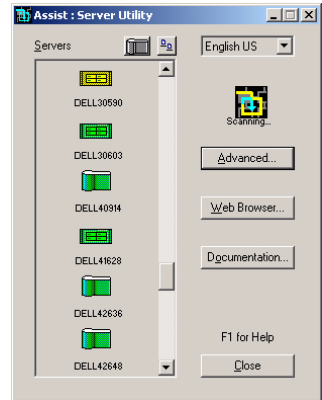 Assist : Server Utility
Servers
English US
DELL30590
Scanning...
DELL30603
Advanced...
DELL40914
Web Browser...
DELL41628
Documentation...
DELL42636
F1 for Help
DELL42648
Close